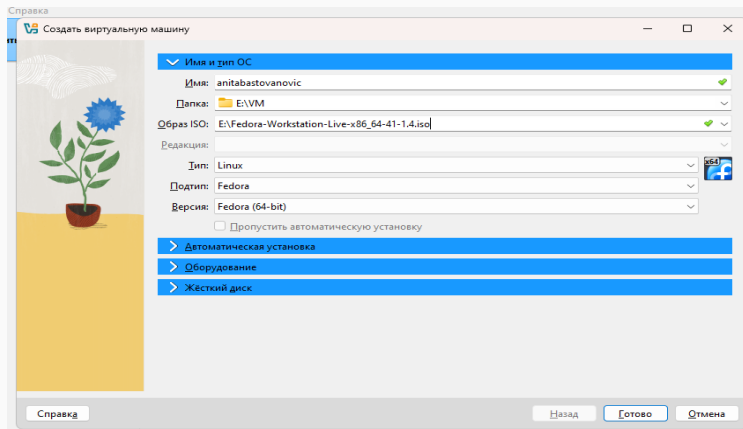 Справка
Создать виртуальную машину
Имя и тип ОС
Имя: anitabastovanovic
Папка: E:\VM
Образ ISO: E:\Fedora-Workstation-Live-x86_64-41-1.4.iso
Редакция:
Тип: Linux
x64
Подтип: Fedora
Версия: Fedora (64-bit)
Пропустить автоматическую установку
Автоматическая установка
Оборудование
Жёсткий диск
Справка Назад Готово Отмена